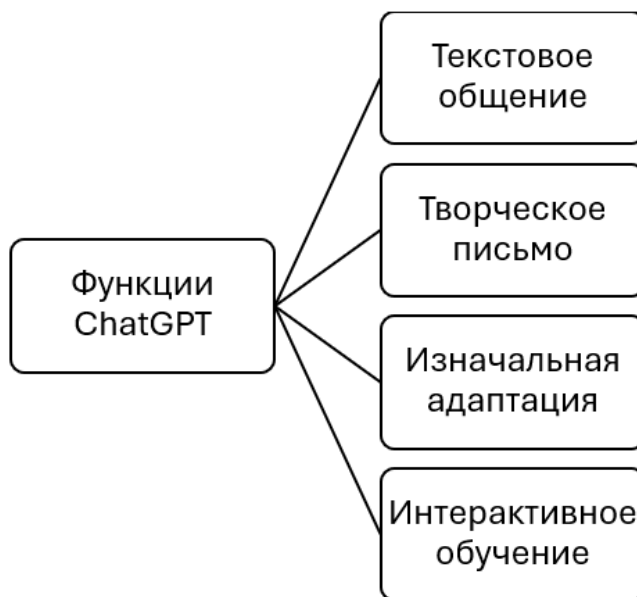 Текстовое
общение
Творческое
письмо
Функции
ChatGPT
Изначальная
адаптация
Интерактивное
обучение